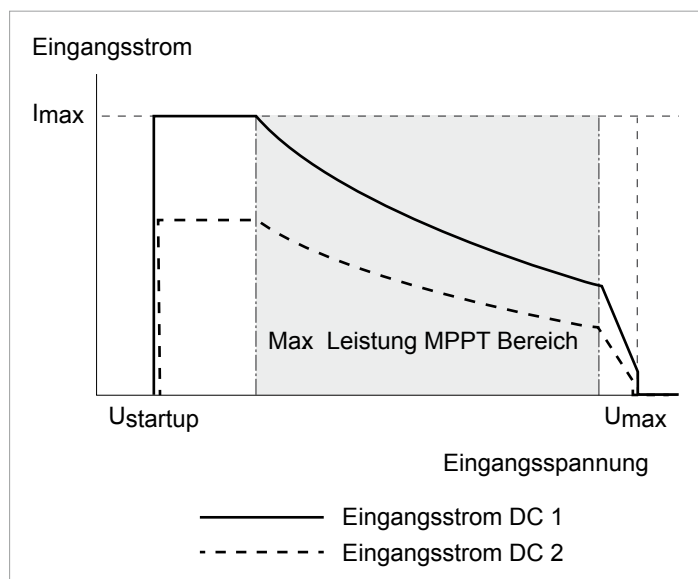 Eingangsstrom
Imax
Max Leistung MPPT Bereich
Ustartup
Umax
Eingangsspannung
Eingangsstrom DC 1
Eingangsstrom DC 2